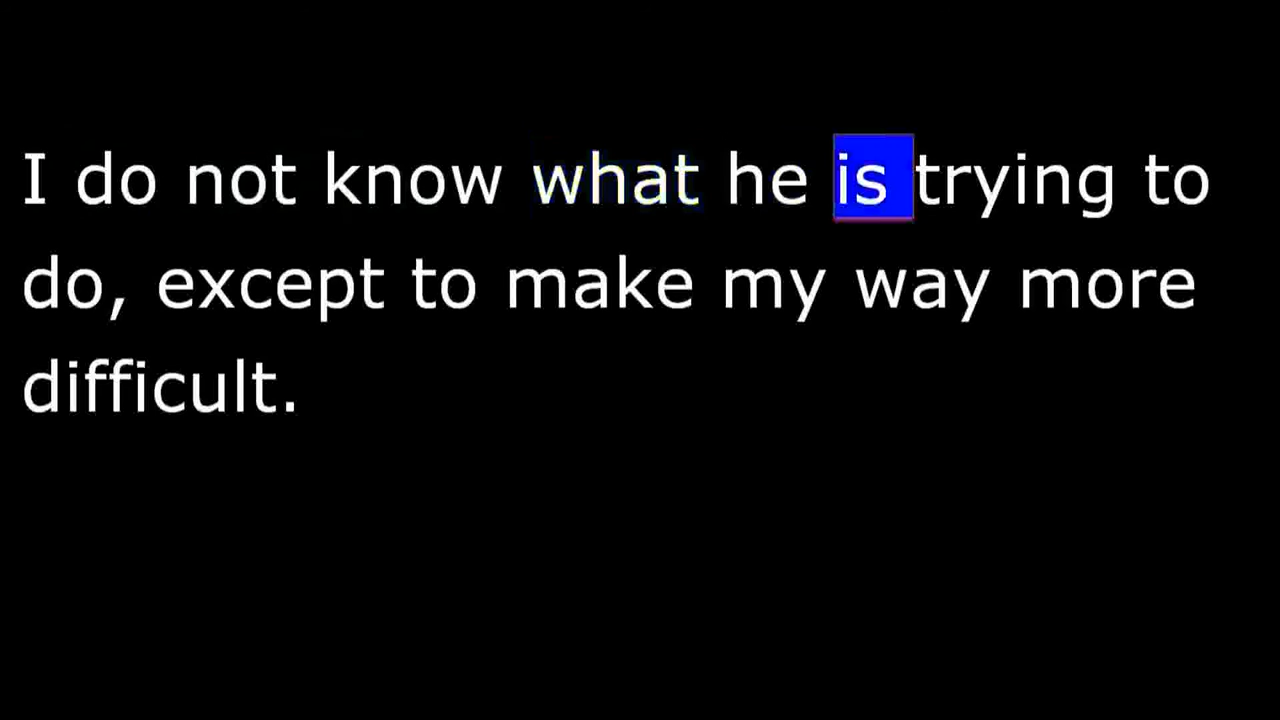 I do not know what he is trying to
do, except to make my way more
difficult.